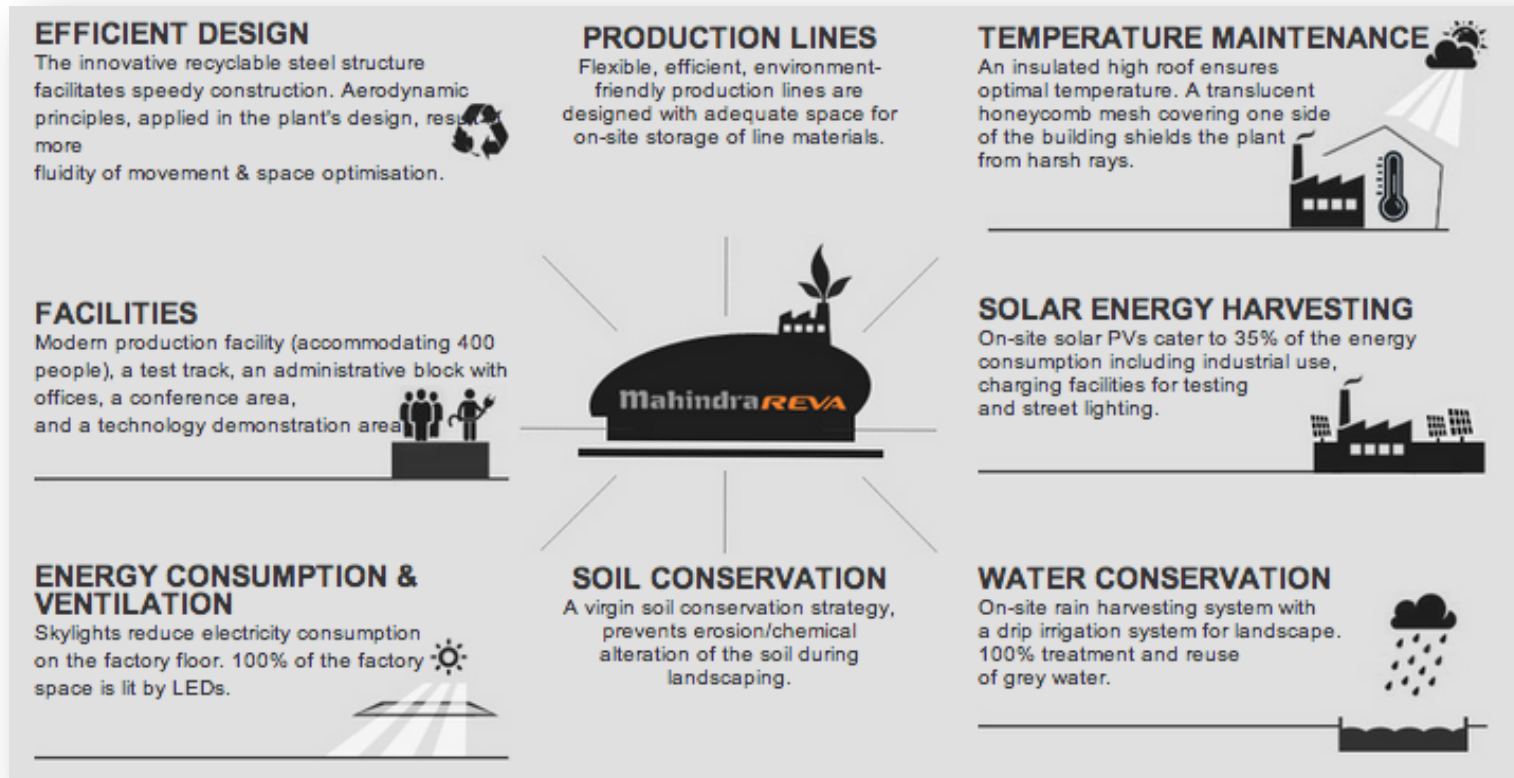 EFFICIENT DESIGN
The innovative recyclable steel structure
facilitates speedy construction. Aerodynamic
principles, applied in the plant's design,
more
fluidity of movement & space optimisation.
PRODUCTION LINES
Flexible, efficient, environment-
friendly production lines are
designed with adequate space for
on-site storage of line materials.
TEMPERATURE MAINTENANCE
An insulated high roof ensures
optimal temperature. A translucent
honeycomb mesh covering one side
of the building shields the plant
from harsh rays.
FACILITIES
Modern production facility (accommodating 400
people), a test track, an administrative block with
offices, a conference area,
and a technology demonstration area
Mahindra REVA
SOLAR ENERGY HARVESTING
On-site solar PVs cater to 35% of the energy
consumption including industrial use,
charging facilities for testing
and street lighting.
ENERGY CONSUMPTION &
VENTILATION
Skylights reduce electricity consumption
on the factory floor. 100% of the factory
space is lit by LEDs.
SOIL CONSERVATION
A virgin soil conservation strategy,
prevents erosion/chemical
alteration of the soil during
landscaping.
WATER CONSERVATION
On-site rain harvesting system with
a drip irrigation system for landscape.
100% treatment and reuse
of grey water.